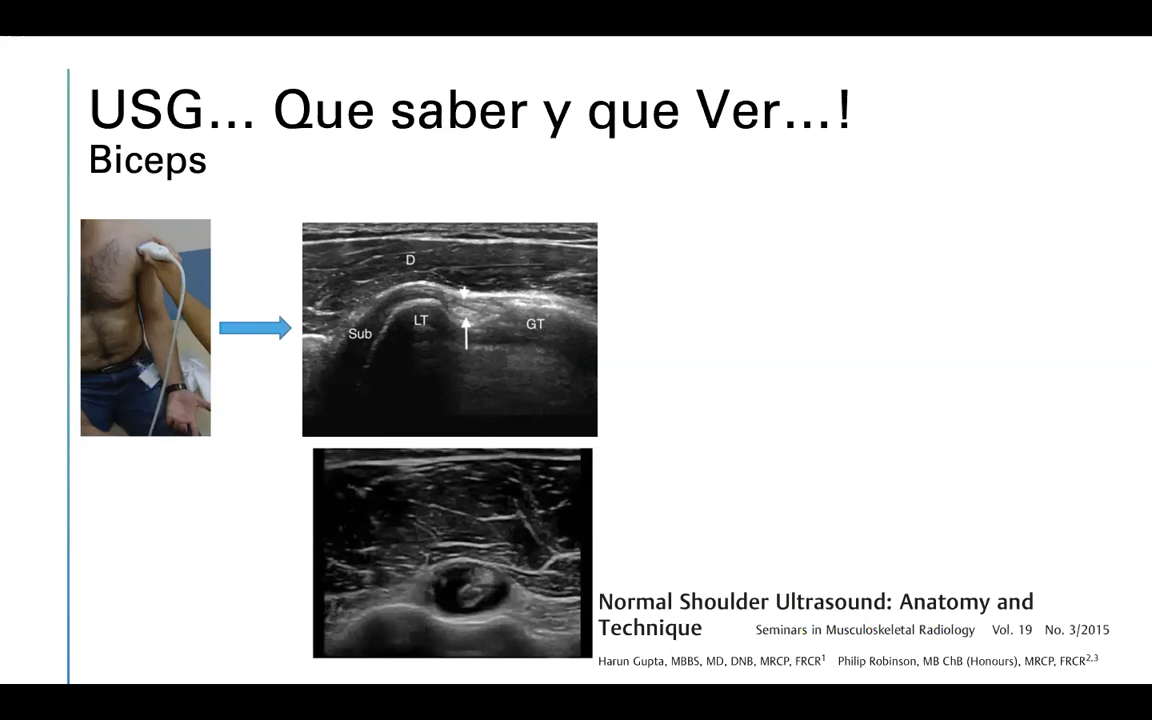 USG... Que saber y que Ver...!
Biceps
D
Sub
LT
GT
Normal Shoulder Ultrasound: Anatomy and
Technique Seminars in Musculoskeletal Radiology Vol. 19 No. 3/2015
Harun Gupta, MBBS, MD, DNB, MRCP, FRCR1 Philip Robinson, MB ChB (Honours), MRCP, FRCR2,3